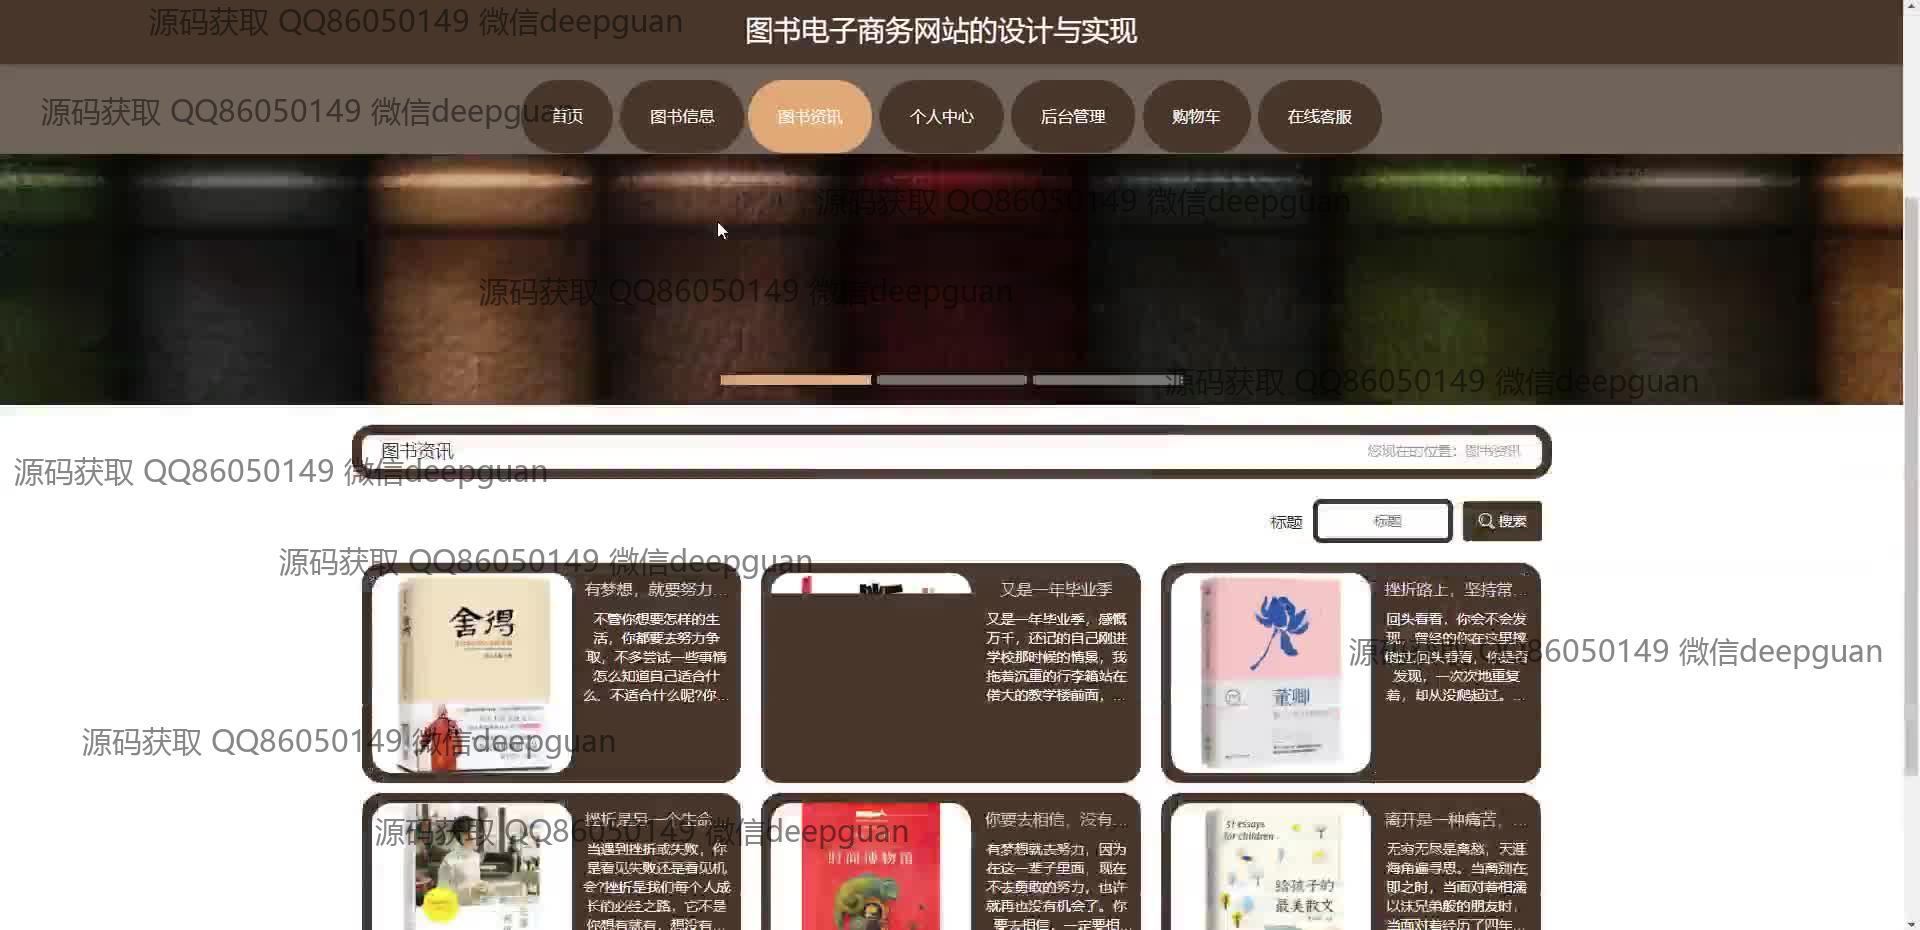 源码获取 QQ86050149 微信deepguan
图书电子商务网站的设计与实现
源码获取 QQ86050149 微信deepguan
首页
图书信息
图书资讯
个人中心
后台管理
购物车
在线客服
源码获取 QQ86050149 微信deepguan
源码获取 QQ86050149 微信deepguan
源码获取 QQ86050149 微信deepguan
图书资讯
您现在的位置：图书资讯
源码获取 QQ86050149 微信deepguan
标题
标题
搜索
源码获取 QQ86050149 微信deepguan
舍得
有梦想，就要努力...
不管你想要怎样的生
活，你都要去努力争
取，不多尝试一些事情
怎么知道自己适合什
么、不适合什么呢?你...
又是一年毕业季
又是一年毕业季，感慨
万千，还记的自己刚进
学校那时候的情景，我
拖着沉重的行李箱站在
偌大的教学楼前面，...
董卿
挫折路上，坚持常...
回头看看，你会不会发
现，曾经的你在这里摔
倒过;回头看看，你是否
发现，一次次地重复
着，却从没爬起过。...
源码获取 QQ86050149 微信deepguan
源码获取 QQ86050149 微信deepguan
挫折是另一个生命
当遇到挫折或失败，你
是看见失败还是看见机
会?挫折是我们每个人成
长的必经之路，它不是
你想有就有，想没有...
源码获取 QQ86050149 微信deepguan
时间博物馆
你要去相信，没有...
有梦想就去努力，因为
在这一辈子里面，现在
不去勇敢的努力，也许
就再也没有机会了。你
要去相信，一定要相...
51 essays
for children
给孩子的
最美散文
离开是一种痛苦，...
无穷无尽是离愁，天涯
海角遍寻思。当离别在
即之时，当面对着相濡
以沫兄弟般的朋友时，
当面对着经历了四年...